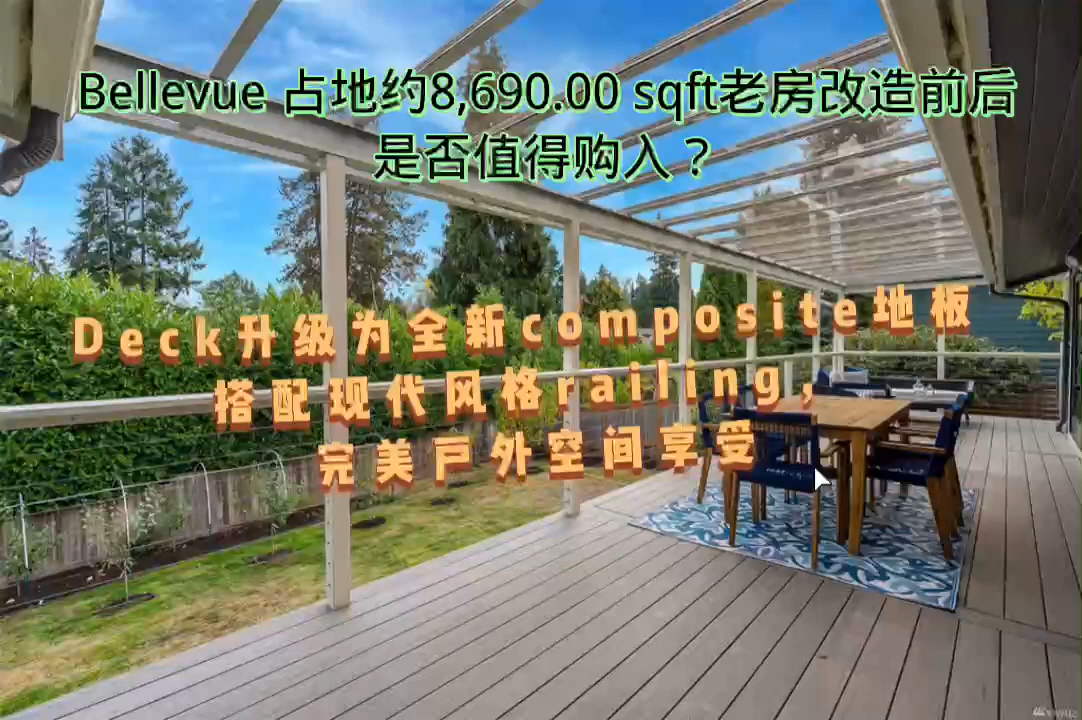 Bellevue 占地约8,690.00 sqft老房改造前后
是否值得购入？
Deck升级为全新composite地板
搭配现代风格railing，
完美户外空间享受